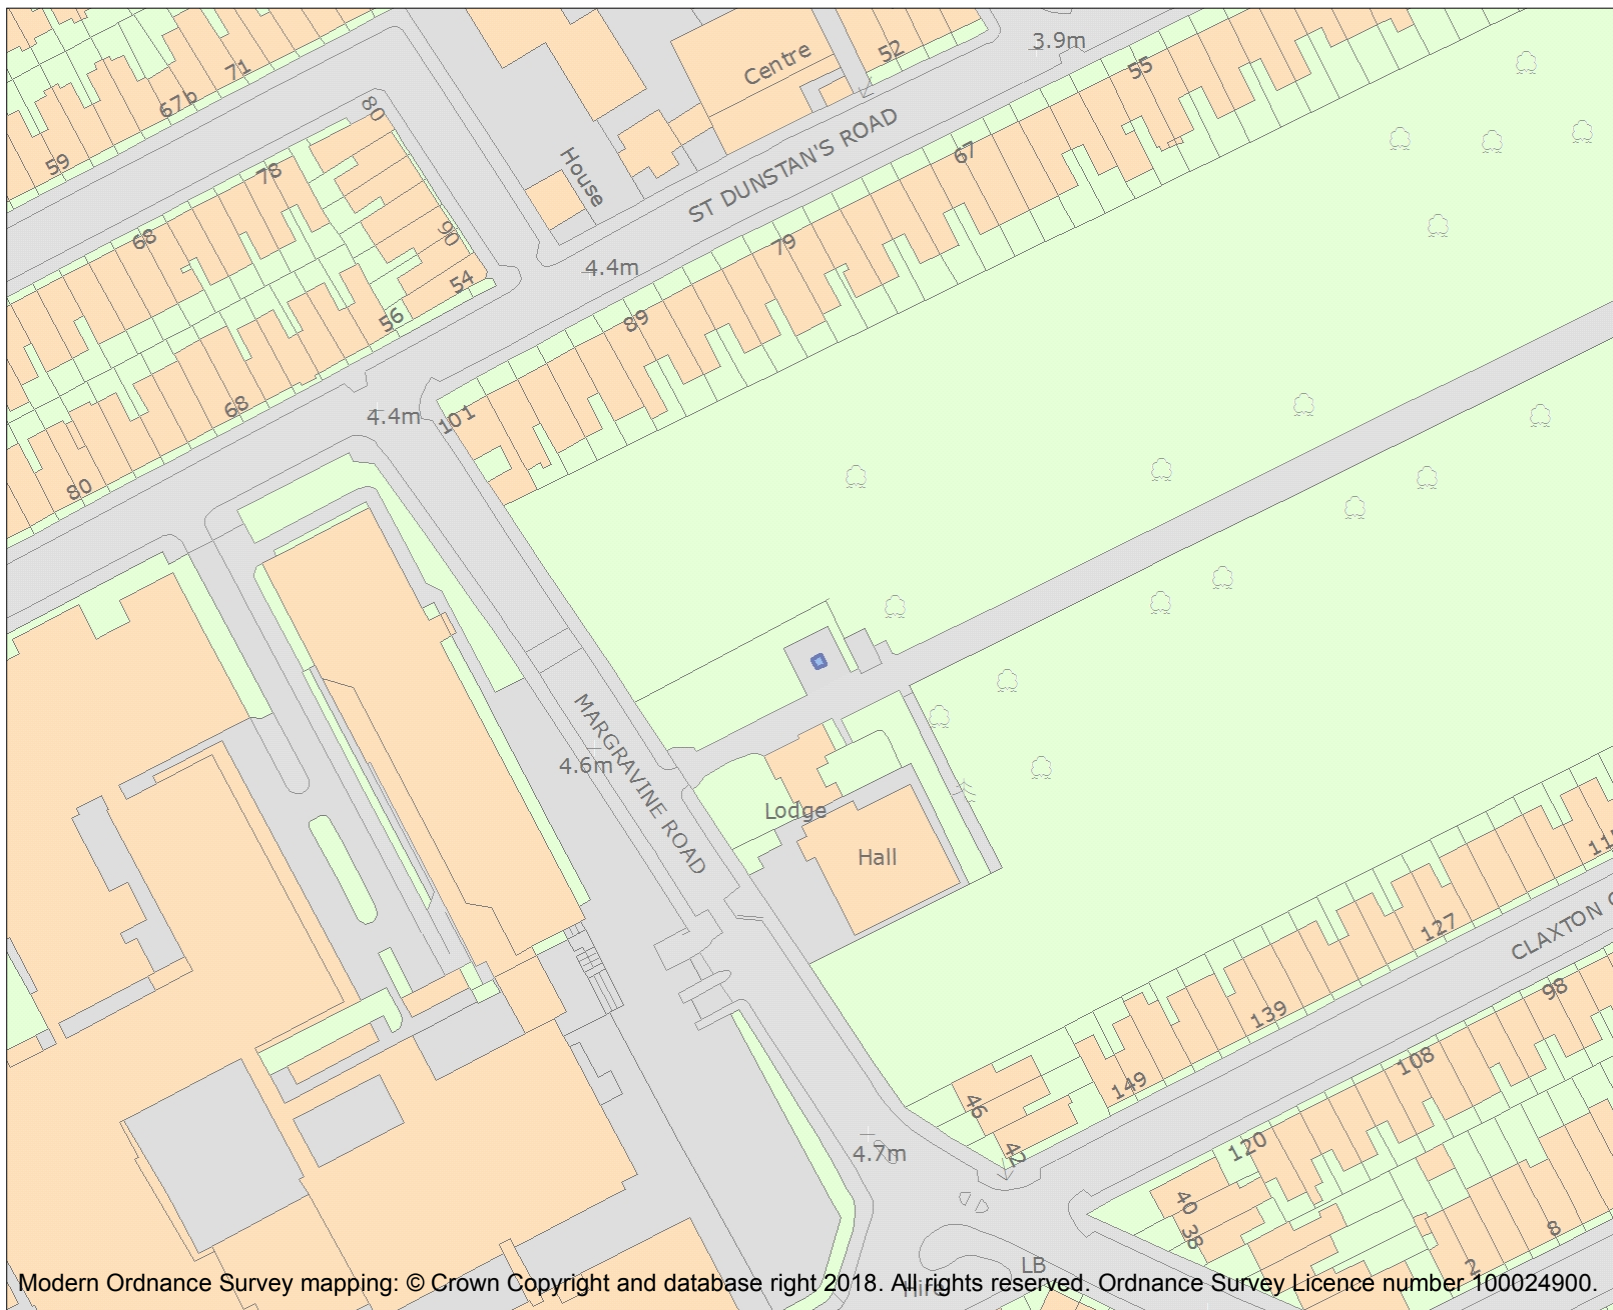 3.9m
52
Centre
55
71
67b
80
59
ST DUNSTAN'S ROAD
67
House
78
68
90
79
4.4m
54
56
89
68
4.4m
101
80
MARGRAVINE ROAD
4.6m
Lodge
Hall
127
CLAXTON
139
98
149
108
46
42
4.7m
120
40
38
8
2
LB
Modern Ordnance Survey mapping: © Crown Copyright and database right 2018. All rights reserved. Ordnance Survey Licence number 100024900.